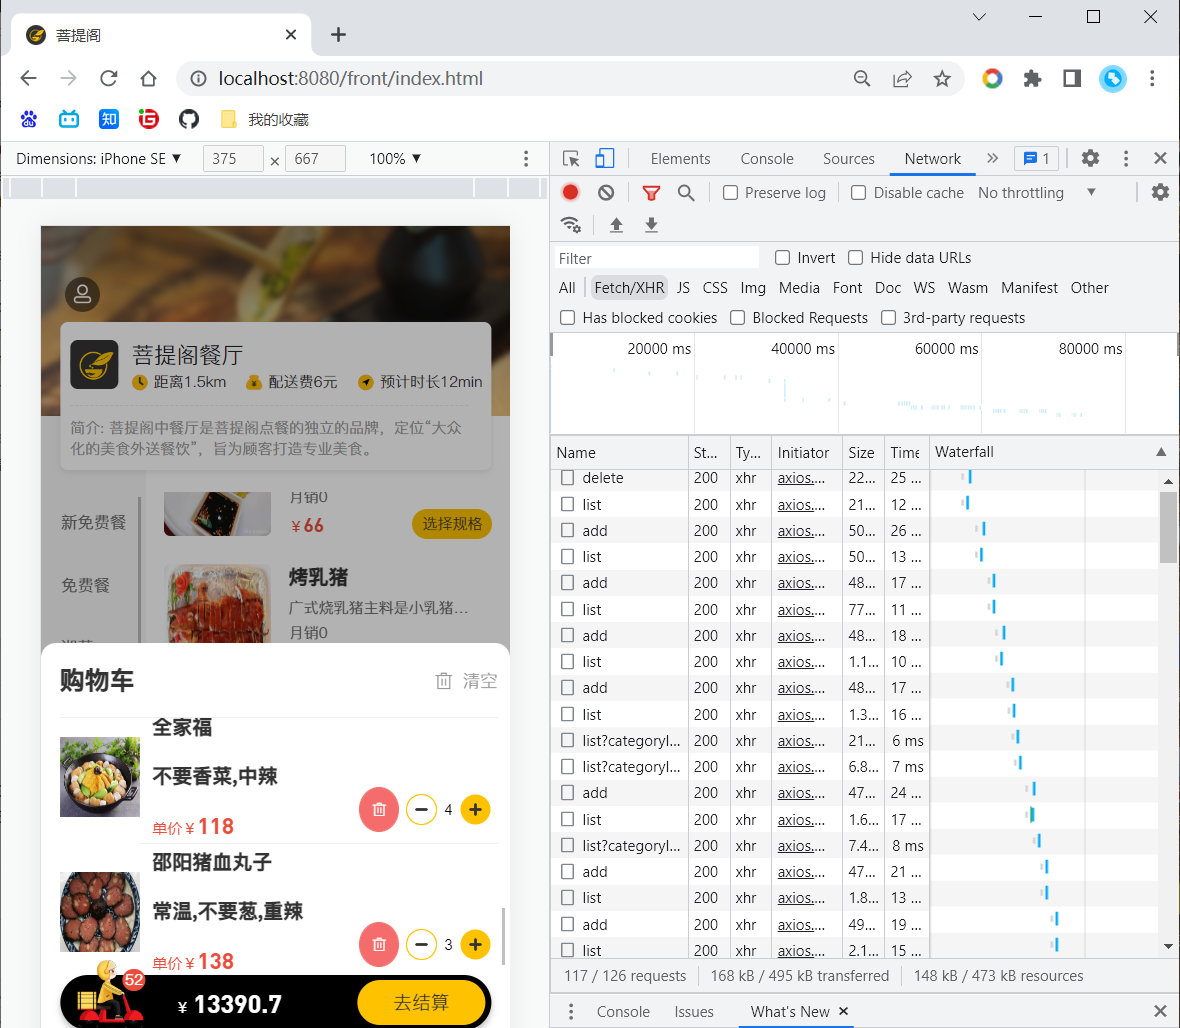 菩提阁
localhost:8080/front/index.html
知
我的收藏
Dimensions: iPhone SE ▼ 375 × 667 100% ▼
Elements Console Sources Network » 1
Preserve log Disable cache No throttling ▼
Filter Invert Hide data URLs
All Fetch/XHR JS CSS Img Media Font Doc WS Wasm Manifest Other
Has blocked cookies Blocked Requests 3rd-party requests
20000 ms 40000 ms 60000 ms 80000 ms
Name St... Ty... Initiator Size Time Waterfall
delete 200 xhr axios.... 22... 25 ...
list 200 xhr axios.... 21... 12 ...
add 200 xhr axios.... 50... 26 ...
list 200 xhr axios.... 50... 13 ...
add 200 xhr axios.... 48... 17 ...
list 200 xhr axios.... 77... 11 ...
add 200 xhr axios.... 48... 18 ...
list 200 xhr axios.... 1.1... 10 ...
add 200 xhr axios.... 48... 17 ...
list 200 xhr axios.... 1.3... 16 ...
list?categoryI... 200 xhr axios.... 21... 6 ms
list?categoryI... 200 xhr axios.... 6.8... 7 ms
add 200 xhr axios.... 47... 24 ...
list 200 xhr axios.... 1.6... 17 ...
list?categoryI... 200 xhr axios.... 7.4... 8 ms
add 200 xhr axios.... 47... 21 ...
list 200 xhr axios.... 1.8... 13 ...
add 200 xhr axios.... 49... 19 ...
list 200 xhr axios.... 2.1... 15 ...
117 / 126 requests 168 kB / 495 kB transferred 148 kB / 473 kB resources
Console Issues What's New ×
菩提阁餐厅
距离1.5km 配送费6元 预计时长12min
简介: 菩提阁中餐厅是菩提阁点餐的独立的品牌，定位“大众
化的美食外送餐饮”，旨为顾客打造专业美食。
新免费餐
免费餐
月销0
￥66 选择规格
烤乳猪
广式烧乳猪主料是小乳猪...
月销0
购物车 清空
全家福
不要香菜,中辣
单价￥118 4
邵阳猪血丸子
常温,不要葱,重辣
单价￥138 3
52 ￥ 13390.7 去结算